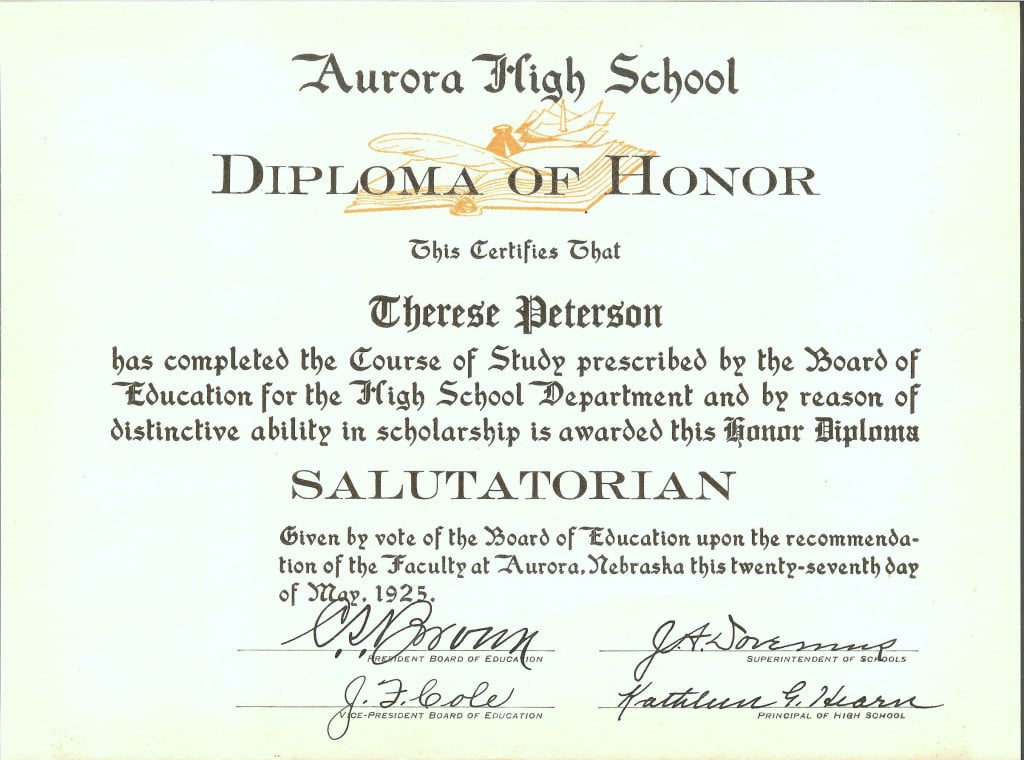 Aurora High School
DIPLOMA OF HONOR
This Certifies That
Therese Peterson
has completed the Course of Study prescribed by the Board of
Education for the High School Department and by reason of
distinctive ability in scholarship is awarded this Honor Diploma
SALUTATORIAN
Given by vote of the Board of Education upon the recommenda-
tion of the Faculty at Aurora, Nebraska this twenty-seventh day
of May, 1925.
C.S. Brown J.A. Doremus
PRESIDENT BOARD OF EDUCATION SUPERINTENDENT OF SCHOOLS
J. F. Cole Kathleen G. Hearn
VICE-PRESIDENT BOARD OF EDUCATION PRINCIPAL OF HIGH SCHOOL